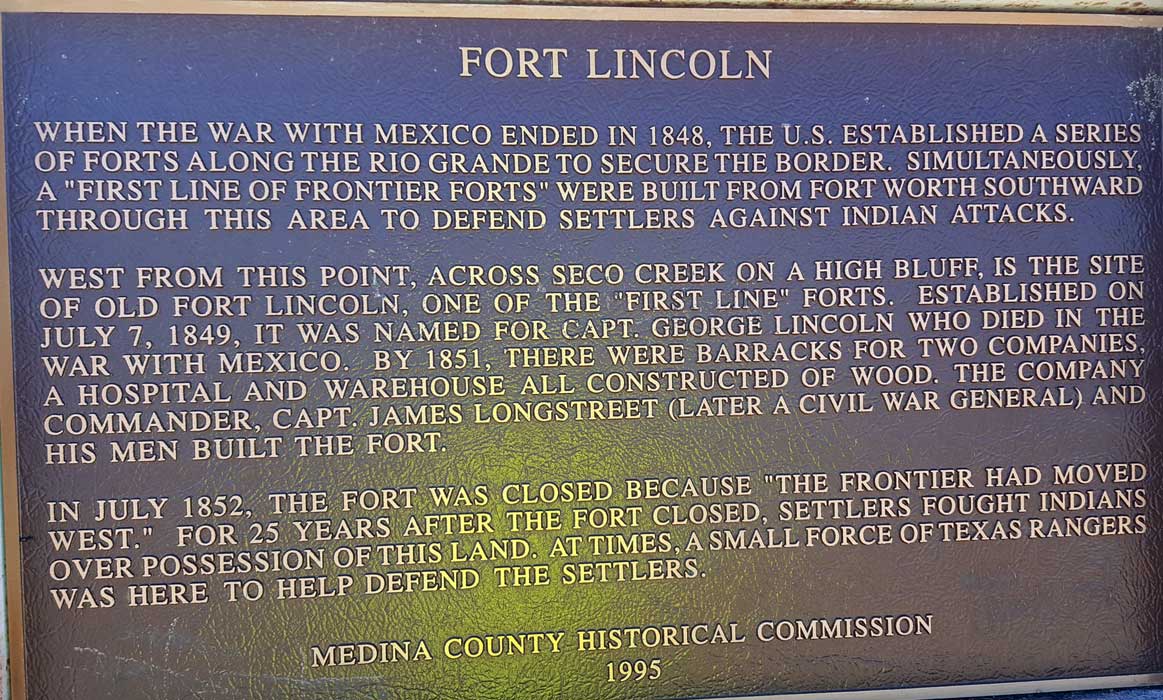 FORT LINCOLN
WHEN THE WAR WITH MEXICO ENDED IN 1848, THE U.S. ESTABLISHED A SERIES
OF FORTS ALONG THE RIO GRANDE TO SECURE THE BORDER. SIMULTANEOUSLY,
A "FIRST LINE OF FRONTIER FORTS" WERE BUILT FROM FORT WORTH SOUTHWARD
THROUGH THIS AREA TO DEFEND SETTLERS AGAINST INDIAN ATTACKS.
WEST FROM THIS POINT, ACROSS SECO CREEK ON A HIGH BLUFF, IS THE SITE
OF OLD FORT LINCOLN, ONE OF THE "FIRST LINE" FORTS. ESTABLISHED ON
JULY 7, 1849, IT WAS NAMED FOR CAPT. GEORGE LINCOLN WHO DIED IN THE
WAR WITH MEXICO. BY 1851, THERE WERE BARRACKS FOR TWO COMPANIES,
A HOSPITAL AND WAREHOUSE ALL CONSTRUCTED OF WOOD. THE COMPANY
COMMANDER, CAPT. JAMES LONGSTREET (LATER A CIVIL WAR GENERAL) AND
HIS MEN BUILT THE FORT.
IN JULY 1852, THE FORT WAS CLOSED BECAUSE "THE FRONTIER HAD MOVED
WEST." FOR 25 YEARS AFTER THE FORT CLOSED, SETTLERS FOUGHT INDIANS
OVER POSSESSION OF THIS LAND. AT TIMES, A SMALL FORCE OF TEXAS RANGERS
WAS HERE TO HELP DEFEND THE SETTLERS.
MEDINA COUNTY HISTORICAL COMMISSION
1995